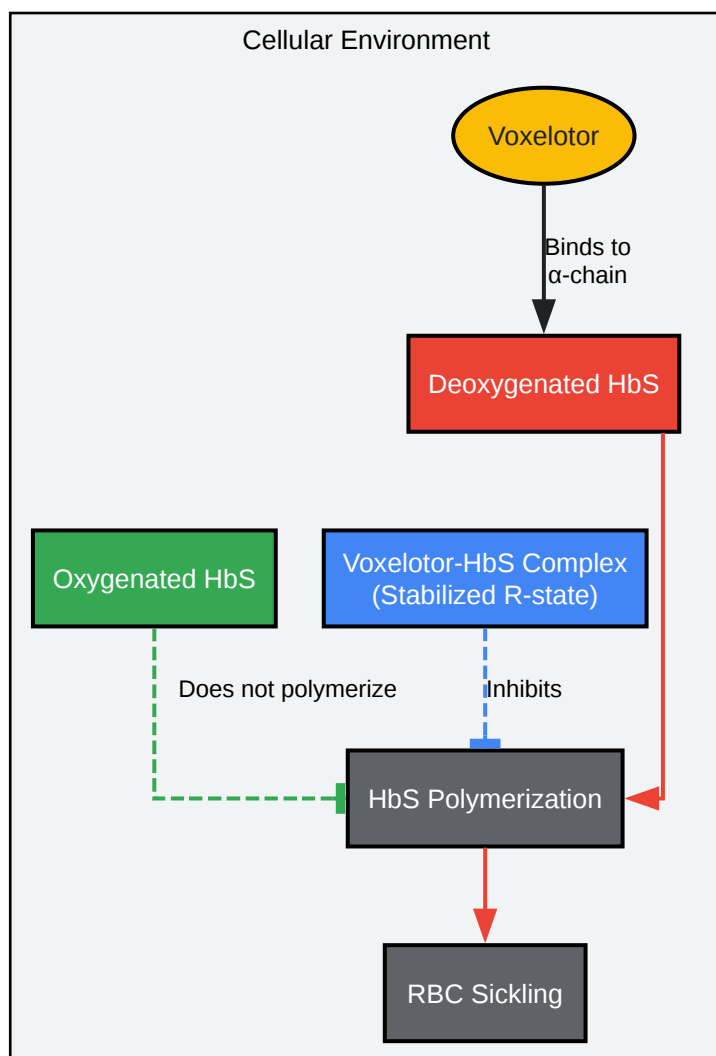 Cellular Environment
Voxelotor
Binds to
α-chain
Deoxygenated HbS
Oxygenated HbS
Voxelotor-HbS Complex
(Stabilized R-state)
Does not polymerize
Inhibits
HbS Polymerization
RBC Sickling